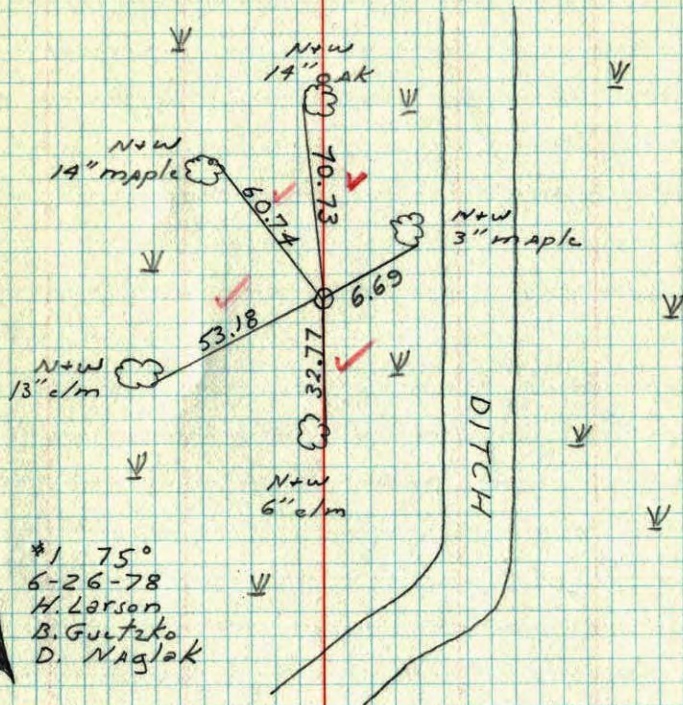 N+W
14" OAK
N+W
14" mAple
60.74
70.73
N+W
3" mAple
6.69
53.18
N+W
13" elm
32.77
N+W
6" elm
DITCH
#1 75°
6-26-78
H. Larson
B. Guetzko
D. NAglak